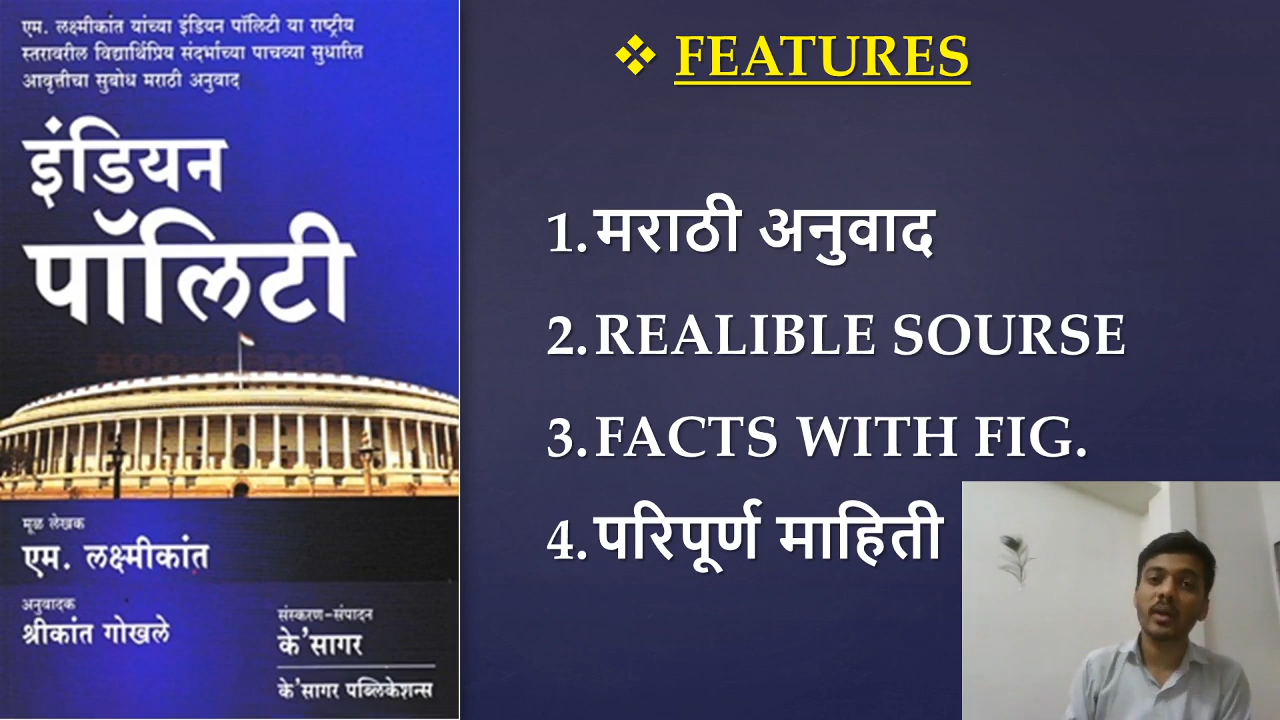 एम. लक्ष्मीकांत यांच्या इंडियन पॉलिटी या राष्ट्रीय
स्तरावरील विद्यार्थिप्रिय संदर्भाच्या पाचव्या सुधारित
आवृत्तीचा सुबोध मराठी अनुवाद
इंडियन
पॉलिटी
मूळ लेखक
एम. लक्ष्मीकांत
अनुवादक
श्रीकांत गोखले
संस्करण-संपादन
के'सागर
के'सागर पब्लिकेशन्स
❖ FEATURES
1. मराठी अनुवाद
2. REALIBLE SOURSE
3. FACTS WITH FIG.
4. परिपूर्ण माहिती